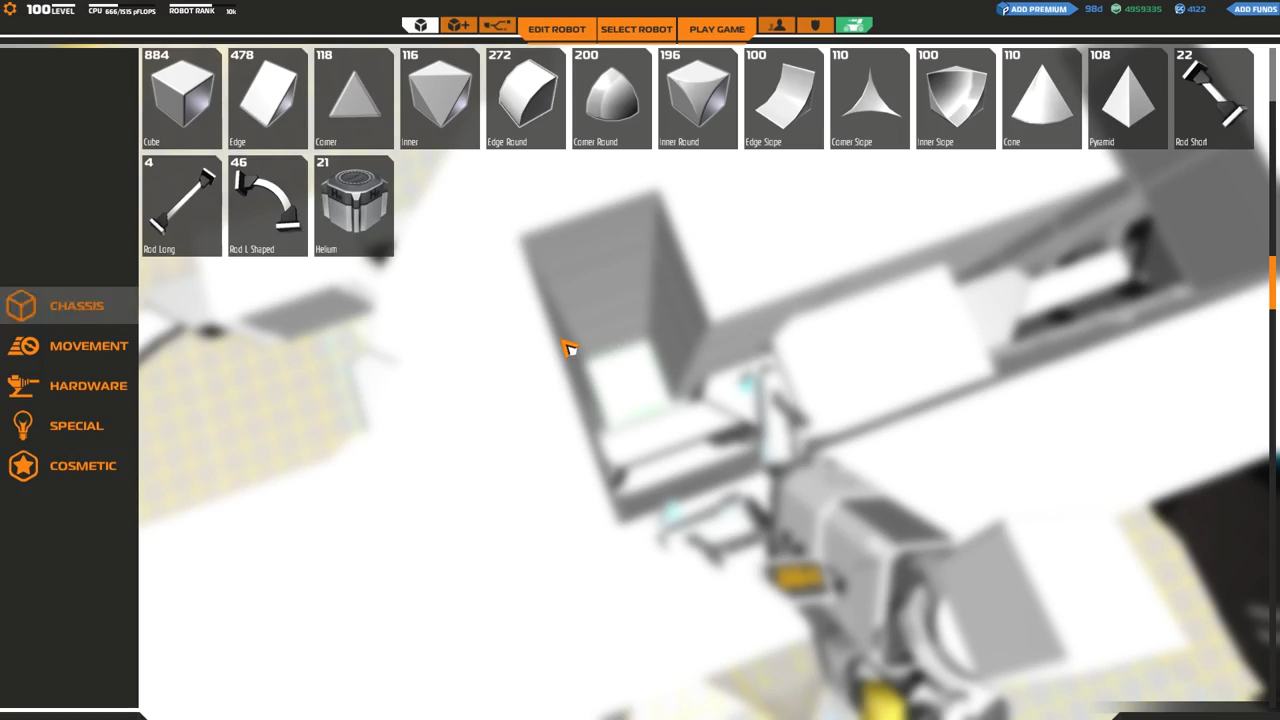 100 LEVEL CPU 666/1515 pFLOPS ROBOT RANK 10k
ADD PREMIUM 98d 4959335 4122 ADD FUNDS
EDIT ROBOT SELECT ROBOT PLAY GAME
884 478 118 116 272 200 196 100 110 100 110 108 22
Cube Edge Corner Inner Edge Round Corner Round Inner Round Edge Slope Corner Slope Inner Slope Cone Pyramid Rod Short
4 46 21
Rod Long Rod L Shaped Helium
CHASSIS
MOVEMENT
HARDWARE
SPECIAL
COSMETIC